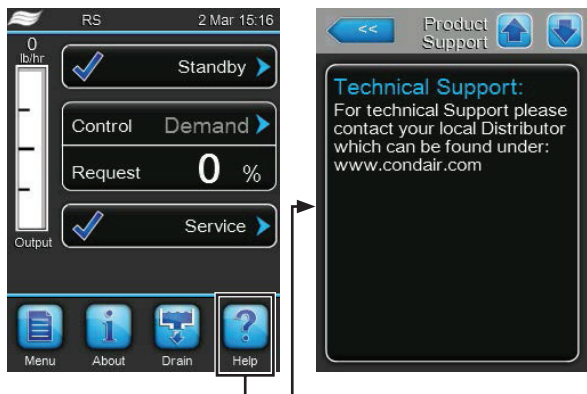 RS 2 Mar 15:16
0
lb/hr
Standby
Control Demand
Request 0 %
Service
Output
Menu About Drain Help
<< Product
Support
Technical Support:
For technical Support please
contact your local Distributor
which can be found under:
www.condair.com